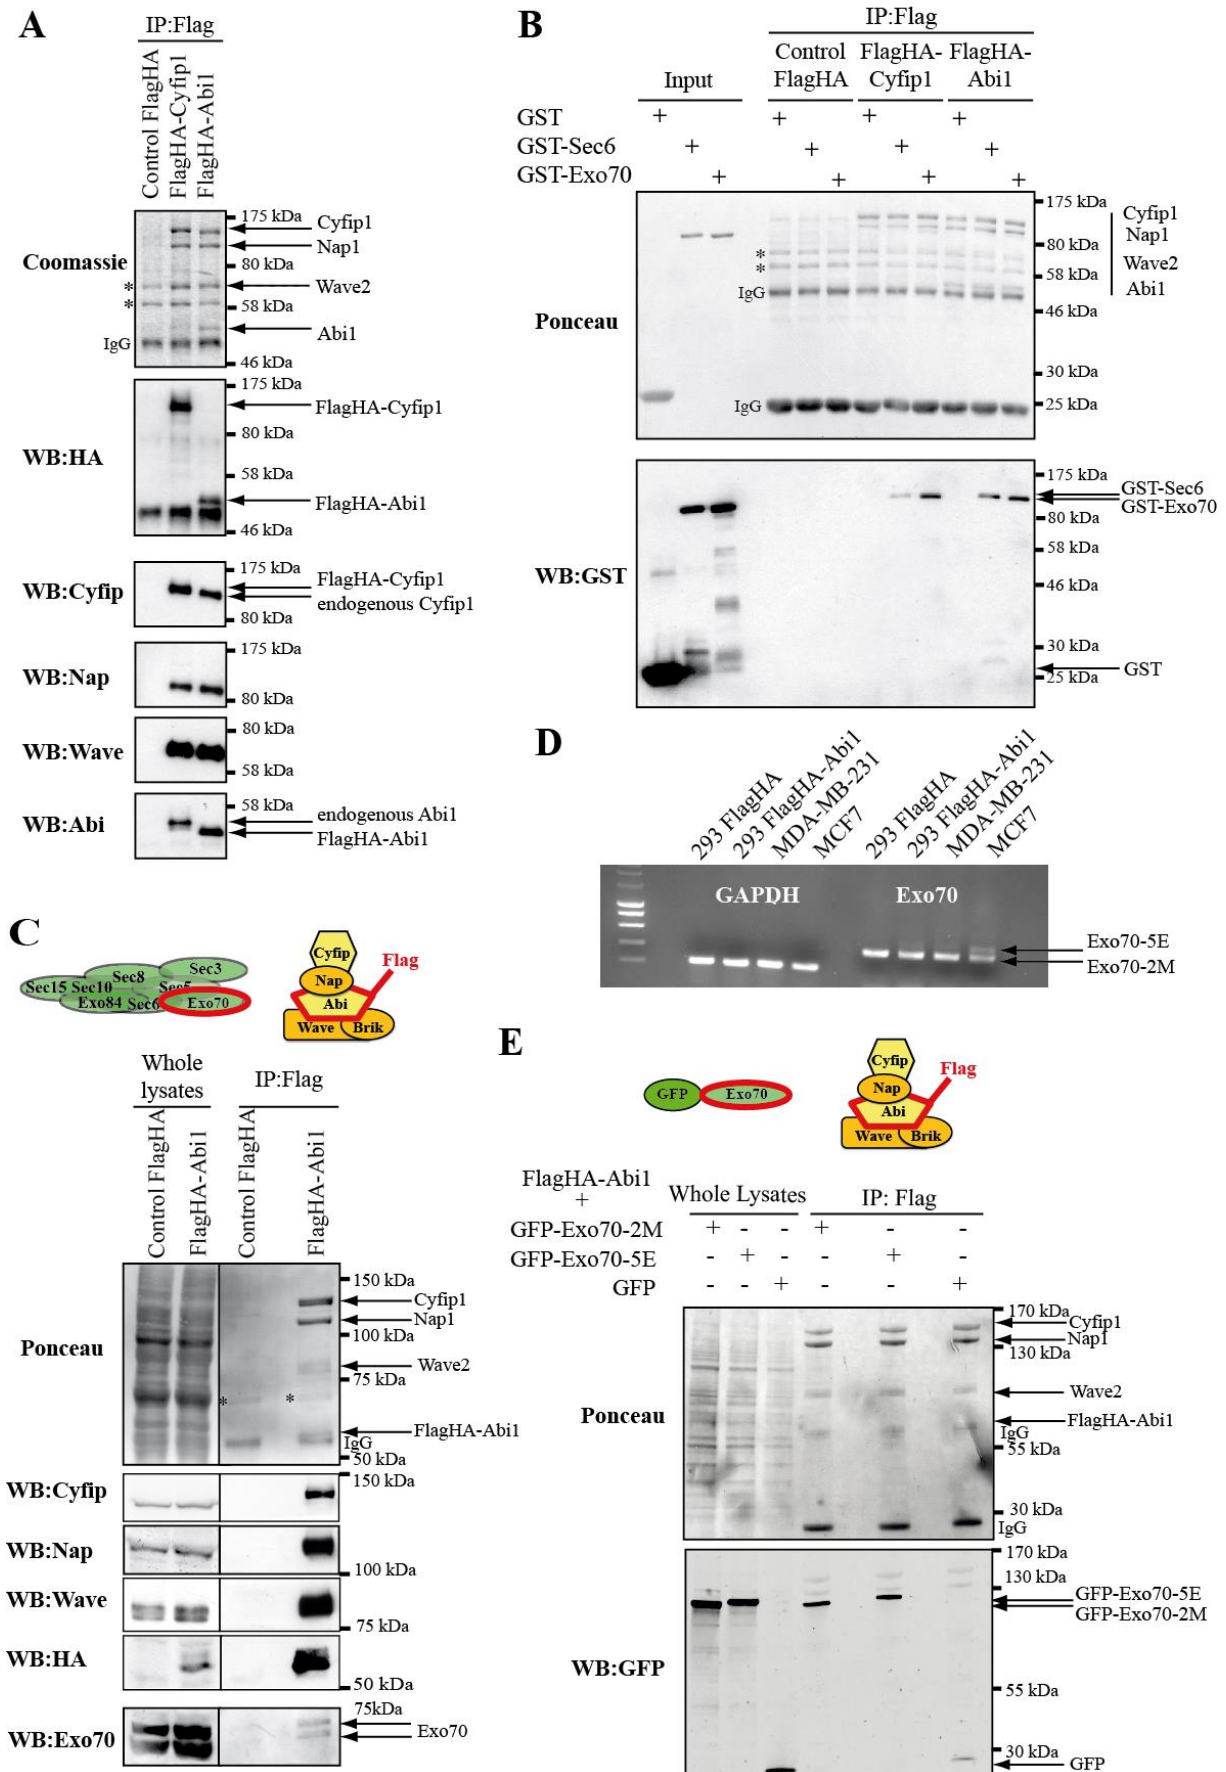 A
IP:Flag
Control FlagHA
FlagHA-Cyfip1
FlagHA-Abi1
Coomassie
175 kDa
Cyfip1
Nap1
80 kDa
*
Wave2
*
58 kDa
Abi1
IgG
46 kDa
175 kDa
FlagHA-Cyfip1
80 kDa
WB:HA
58 kDa
FlagHA-Abi1
46 kDa
175 kDa
WB:Cyfip
FlagHA-Cyfip1
endogenous Cyfip1
80 kDa
175 kDa
WB:Nap
80 kDa
80 kDa
WB:Wave
58 kDa
58 kDa
endogenous Abi1
WB:Abi
FlagHA-Abi1
B
IP:Flag
Input
Control FlagHA
FlagHA-Cyfip1
FlagHA-Abi1
GST + + + +
GST-Sec6 + + + +
GST-Exo70 + + + +
175 kDa
Cyfip1
Nap1
80 kDa
*
*
Wave2
58 kDa
Abi1
IgG
46 kDa
Ponceau
30 kDa
IgG
25 kDa
175 kDa
GST-Sec6
GST-Exo70
80 kDa
58 kDa
WB:GST
46 kDa
30 kDa
GST
25 kDa
C
Sec8
Sec3
Sec15
Sec10
Sec5
Exo84
Sec6
Exo70
Cyfip
Nap
Flag
Abi
Wave
Brik
Whole lysates
IP:Flag
Control FlagHA
FlagHA-Abi1
Control FlagHA
FlagHA-Abi1
150 kDa
Cyfip1
Nap1
100 kDa
Ponceau
Wave2
75 kDa
*
*
FlagHA-Abi1
IgG
50 kDa
150 kDa
WB:Cyfip
WB:Nap
100 kDa
WB:Wave
75 kDa
WB:HA
50 kDa
75kDa
WB:Exo70
Exo70
D
293 FlagHA
293 FlagHA-Abi1
MDA-MB-231
MCF7
293 FlagHA
293 FlagHA-Abi1
MDA-MB-231
MCF7
GAPDH
Exo70
Exo70-5E
Exo70-2M
E
GFP
Exo70
Cyfip
Nap
Flag
Abi
Wave
Brik
FlagHA-Abi1
+
Whole Lysates
IP: Flag
GFP-Exo70-2M + - - + - -
GFP-Exo70-5E - + - - + -
GFP - - + - - +
170 kDa
Cyfip1
Nap1
130 kDa
Wave2
Ponceau
FlagHA-Abi1
IgG
55 kDa
30 kDa
IgG
170 kDa
130 kDa
GFP-Exo70-5E
GFP-Exo70-2M
WB:GFP
55 kDa
30 kDa
GFP